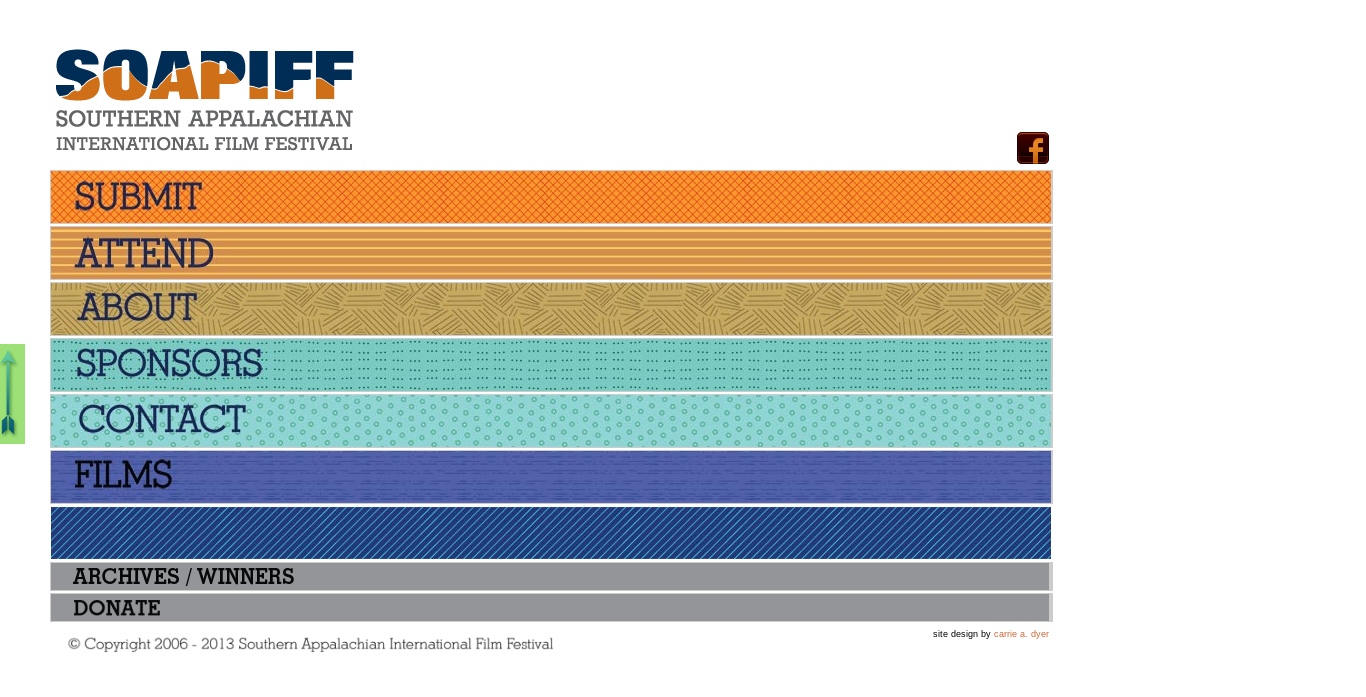 SOAPIFF
SOUTHERN APPALACHIAN
INTERNATIONAL FILM FESTIVAL
f
SUBMIT
ATTEND
ABOUT
SPONSORS
CONTACT
FILMS
ARCHIVES / WINNERS
DONATE
site design by carrie a. dyer
© Copyright 2006 - 2013 Southern Appalachian International Film Festival